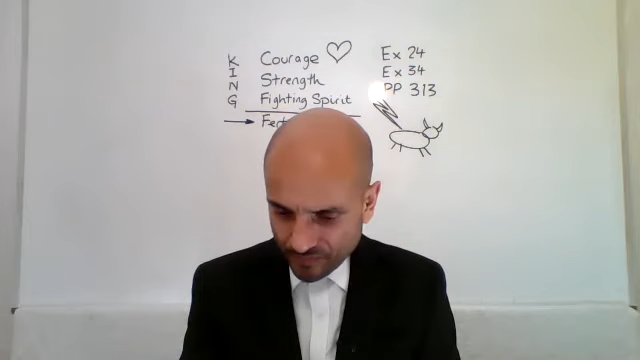 K
I
N
G
Courage
Strength
Fighting Spirit
Ex 24
Ex 34
PP 313